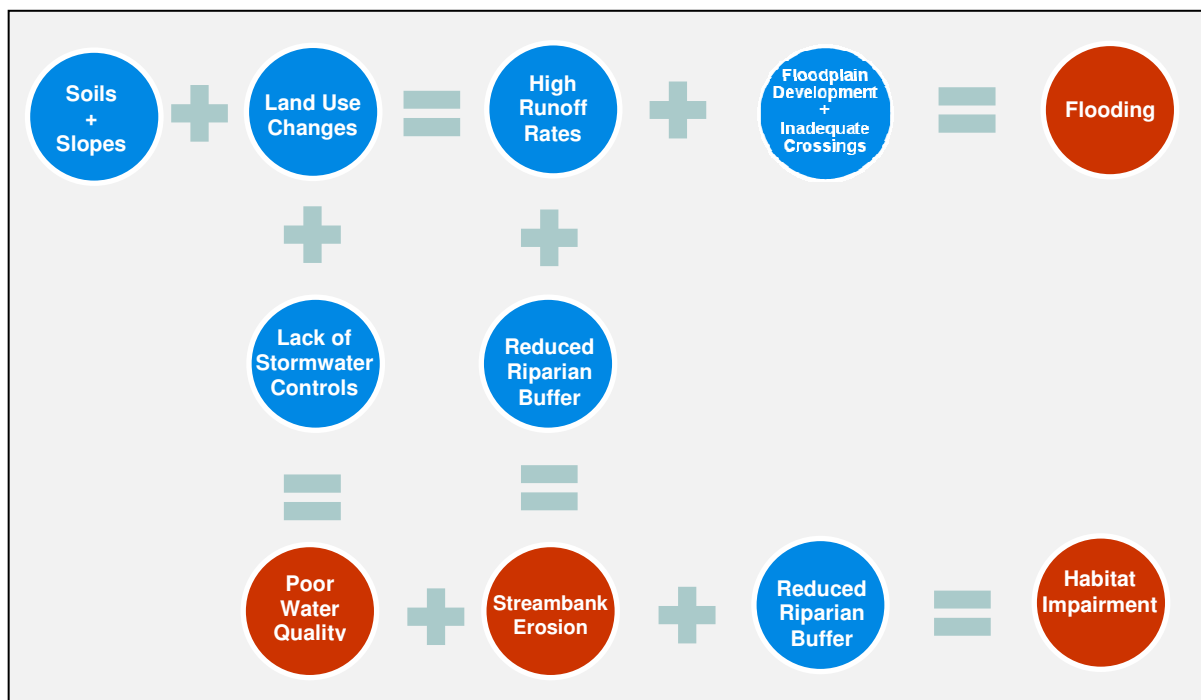 Soils
+
Slopes
Land Use
Changes
High
Runoff
Rates
Floodplain
Development
+
Inadequate
Crossings
Flooding
Lack of
Stormwater
Controls
Reduced
Riparian
Buffer
Poor
Water
Quality
Streambank
Erosion
Reduced
Riparian
Buffer
Habitat
Impairment